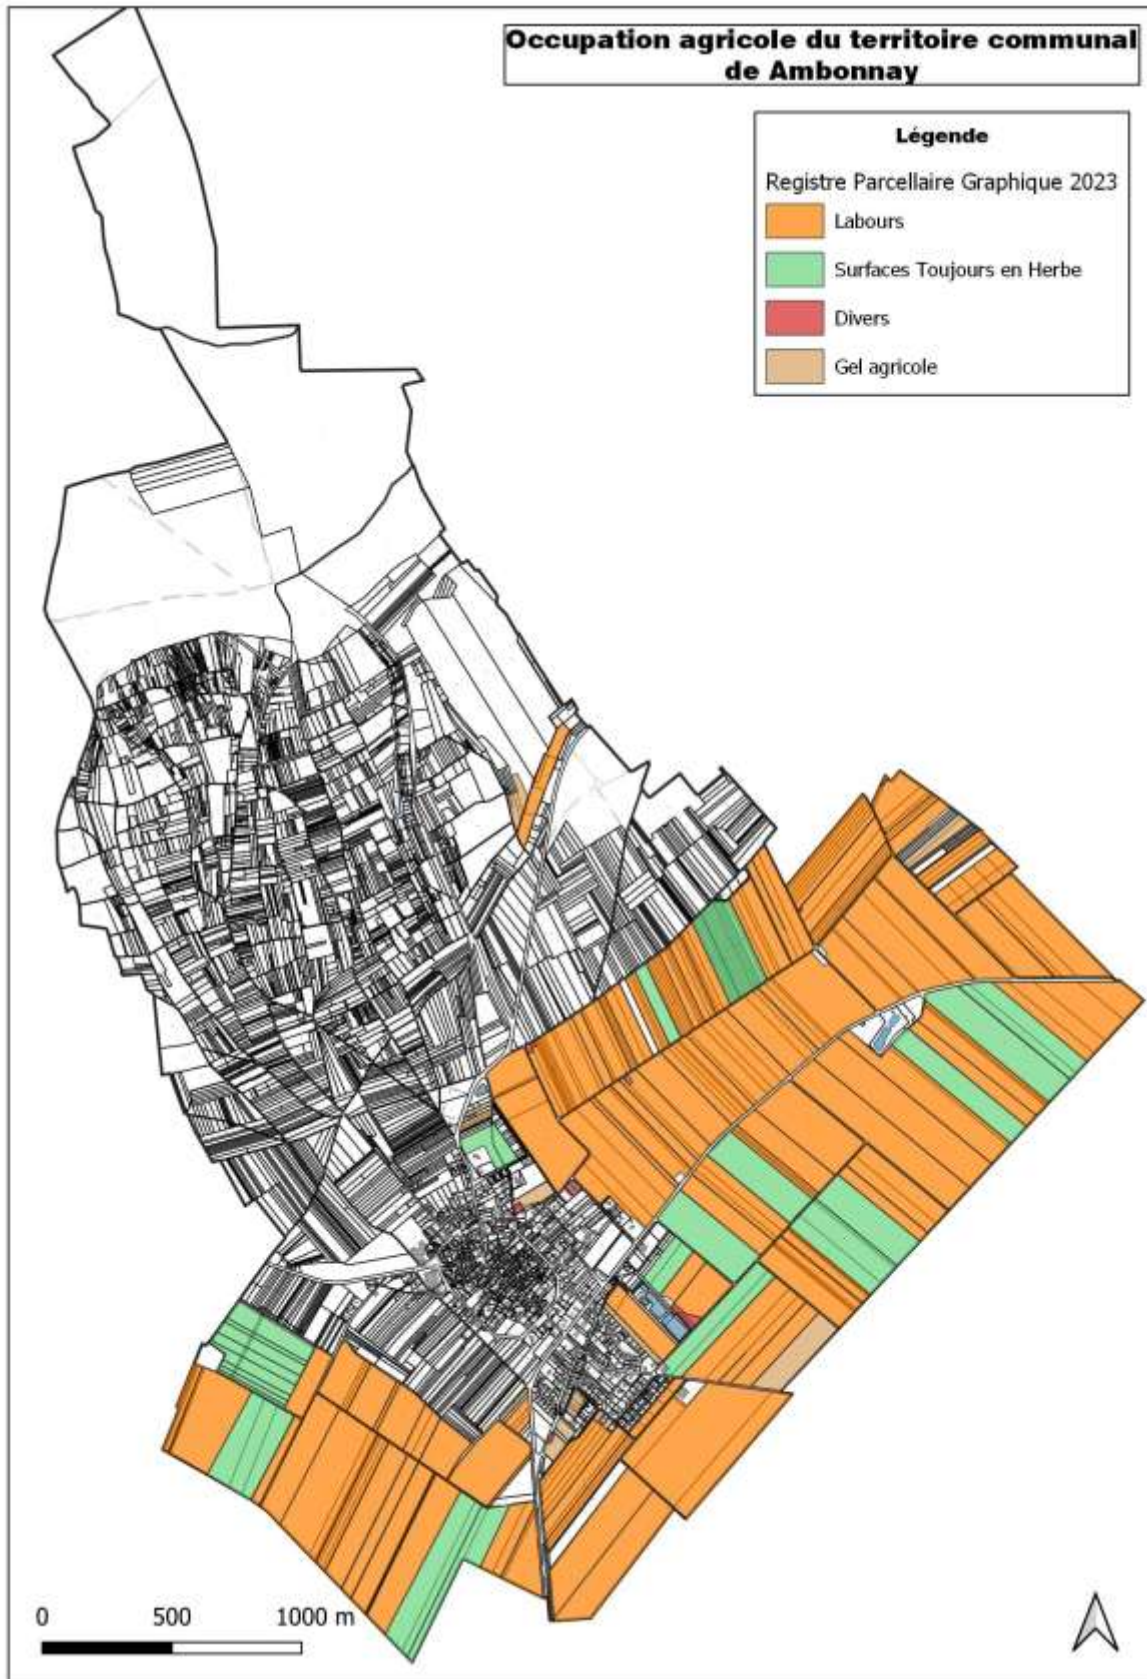 Occupation agricole du territoire communal
de Ambonnay
Légende
Registre Parcellaire Graphique 2023
Labours
Surfaces Toujours en Herbe
Divers
Gel agricole
0 500 1000 m